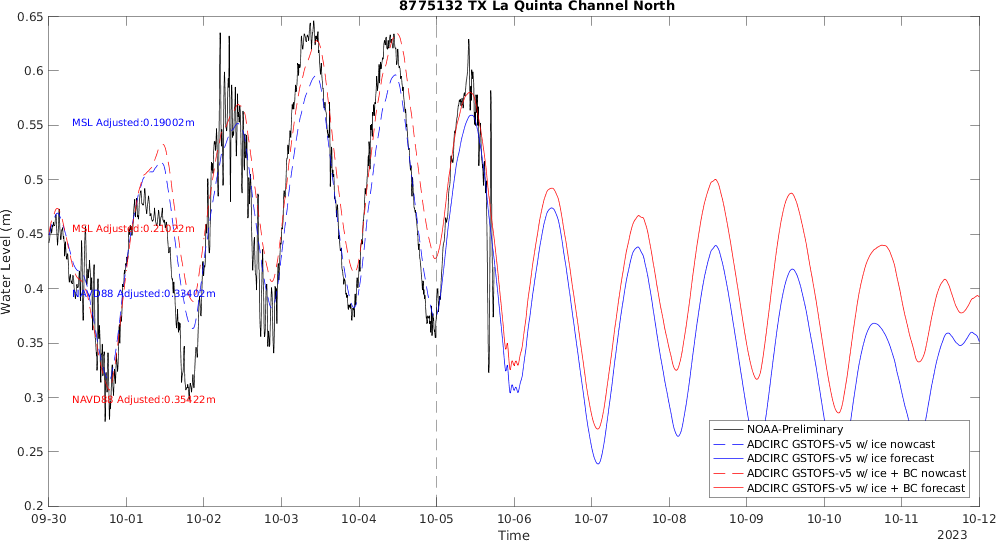 8775132 TX La Quinta Channel North
0.65
0.6
0.55
0.5
0.45
0.4
0.35
0.3
0.25
0.2
Water Level (m)
MSL Adjusted:0.19002m
MSL Adjusted:0.21022m
NAVD88 Adjusted:0.33402m
NAVD88 Adjusted:0.35422m
NOAA-Preliminary
ADCIRC GSTOFS-v5 w/ ice nowcast
ADCIRC GSTOFS-v5 w/ ice forecast
ADCIRC GSTOFS-v5 w/ ice + BC nowcast
ADCIRC GSTOFS-v5 w/ ice + BC forecast
09-30 10-01 10-02 10-03 10-04 10-05 10-06 10-07 10-08 10-09 10-10 10-11 10-12
Time
2023